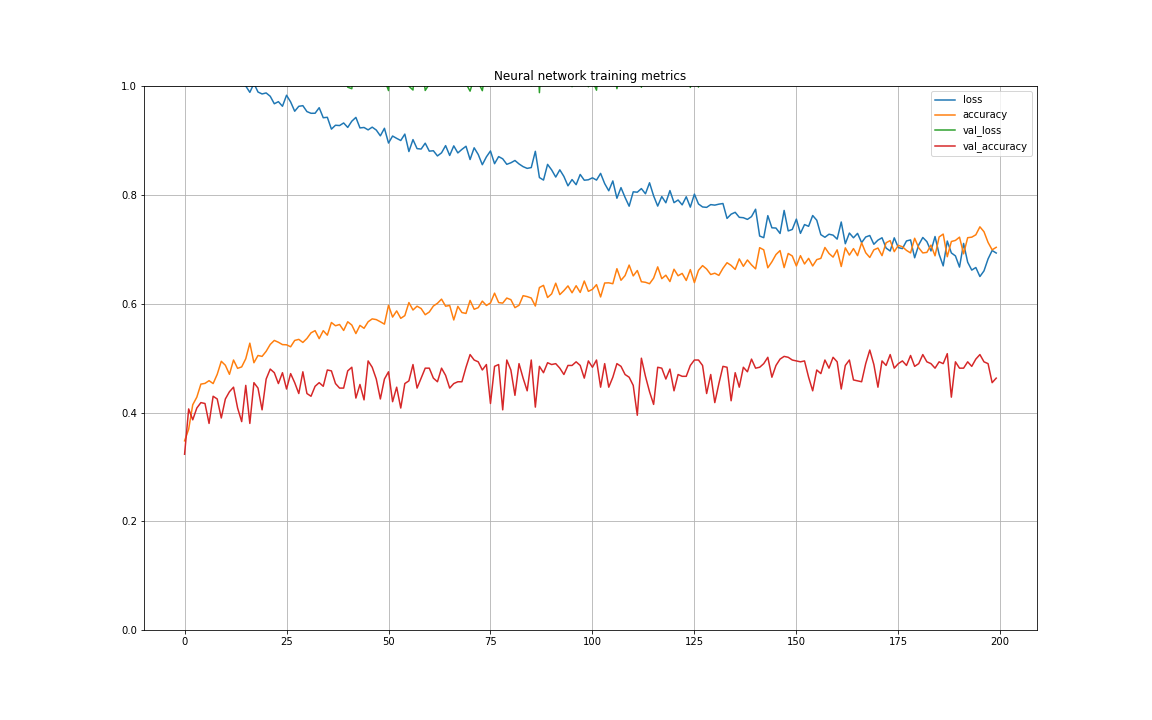 Neural network training metrics
1.0
0.8
0.6
0.4
0.2
0.0
loss
accuracy
val_loss
val_accuracy
0 25 50 75 100 125 150 175 200